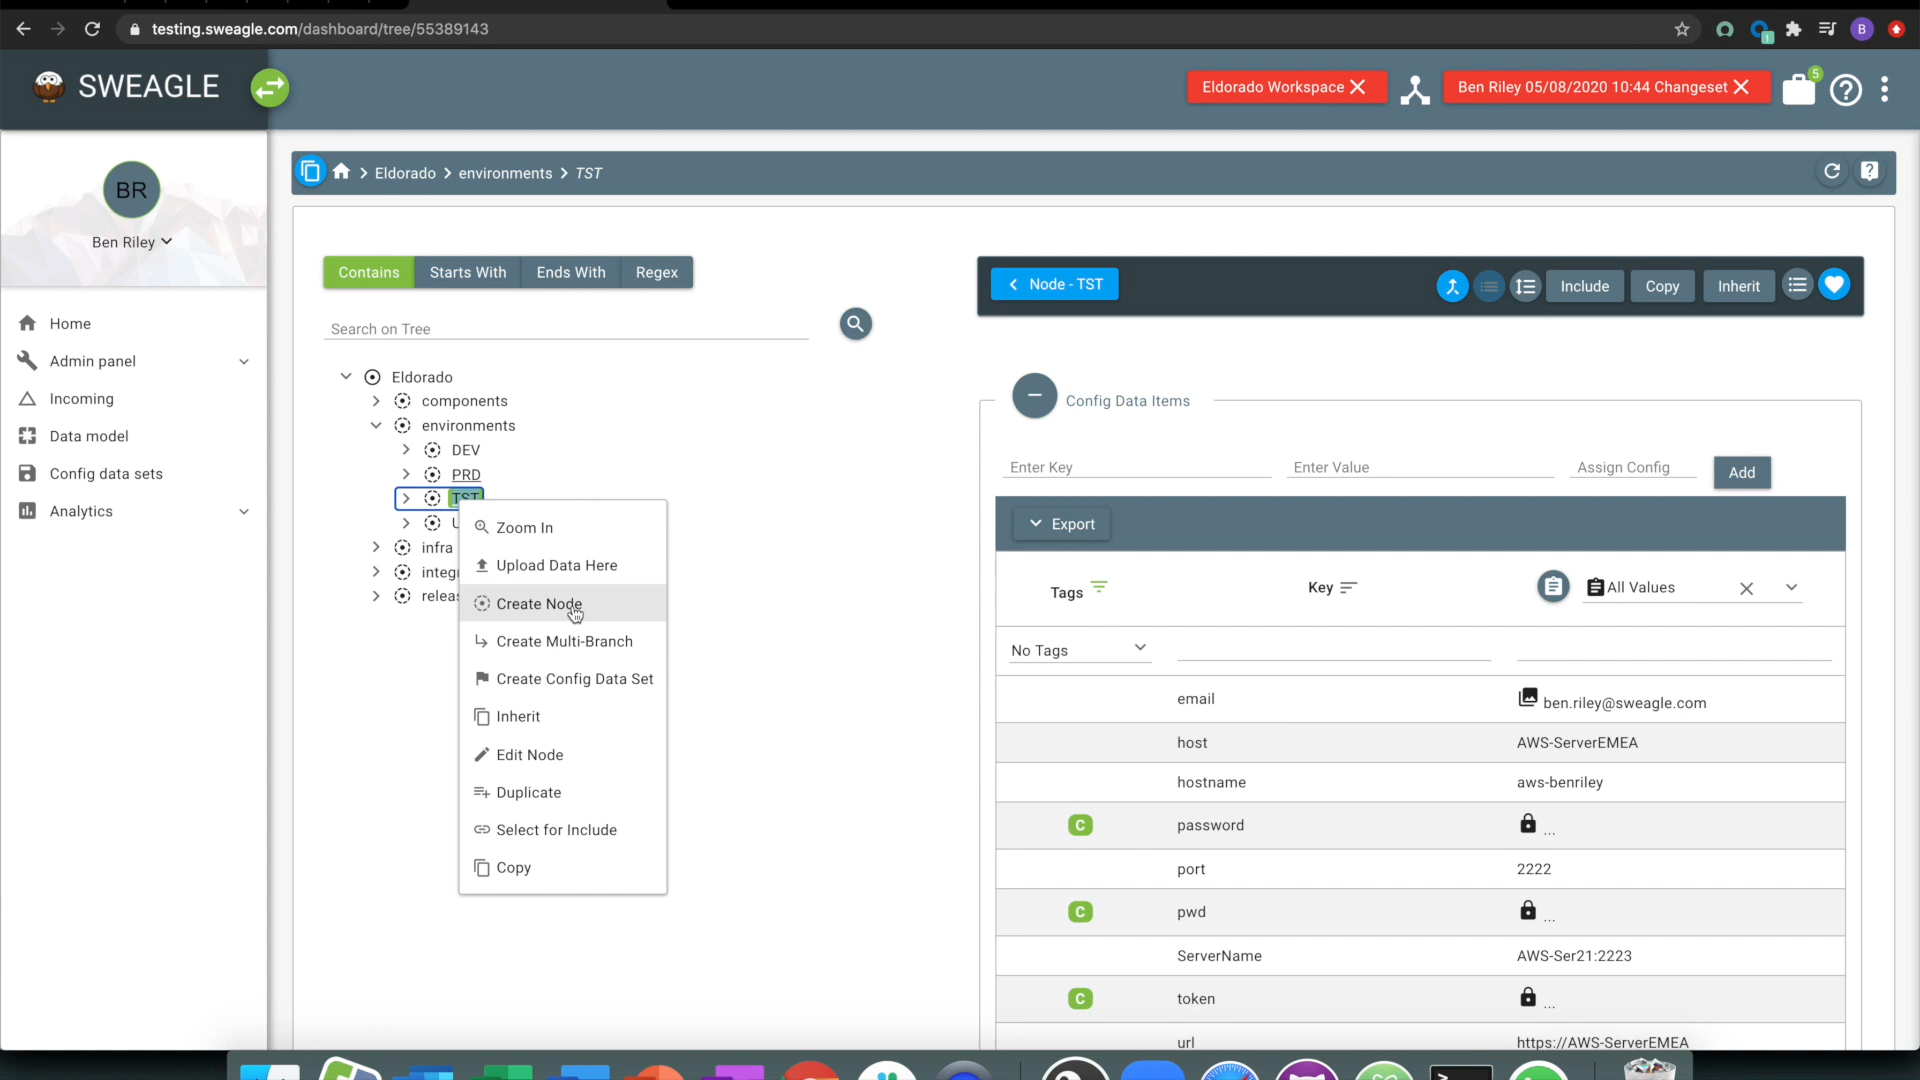 testing.sweagle.com/dashboard/tree/55389143
B
SWEAGLE
Eldorado Workspace
Ben Riley 05/08/2020 10:44 Changeset
5
BR
Ben Riley
Home
Admin panel
Incoming
Data model
Config data sets
Analytics
> Eldorado > environments > TST
Contains
Starts With
Ends With
Regex
Search on Tree
Eldorado
components
environments
DEV
PRD
TST
U
infra
integ
releas
Zoom In
Upload Data Here
Create Node
Create Multi-Branch
Create Config Data Set
Inherit
Edit Node
Duplicate
Select for Include
Copy
Node - TST
Include
Copy
Inherit
Config Data Items
Enter Key
Enter Value
Assign Config
Add
Export
Tags
Key
All Values
No Tags
email
ben.riley@sweagle.com
host
AWS-ServerEMEA
hostname
aws-benriley
C
password
...
port
2222
C
pwd
...
ServerName
AWS-Ser21:2223
C
token
...
url
https://AWS-ServerEMEA